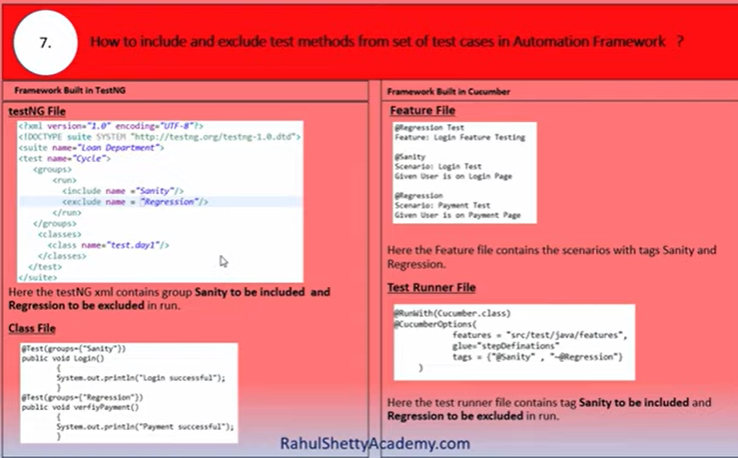 7.
How to include and exclude test methods from set of test cases in Automation Framework ?
Framework Built in TestNG
testNG File
<?xml version="1.0" encoding="UTF-8"?>
<!DOCTYPE suite SYSTEM "http://testng.org/testng-1.0.dtd">
<suite name="Loan Department">
<test name="Cycle">
<groups>
<run>
<include name ="Sanity"/>
<exclude name = "Regression"/>
</run>
</groups>
<classes>
<class name="test.day1"/>
</classes>
</test>
</suite>
Here the testNG xml contains group Sanity to be included and
Regression to be excluded in run.
Class File
@Test(groups={"Sanity"})
public void Login()
{
System.out.println("Login successful");
}
@Test(groups={"Regression"})
public void verfiyPayment()
{
System.out.println("Payment successful");
}
Framework Built in Cucumber
Feature File
@Regression Test
Feature: Login Feature Testing
@Sanity
Scenario: Login Test
Given User is on Login Page
@Regression
Scenario: Payment Test
Given User is on Payment Page
Here the Feature file contains the scenarios with tags Sanity and
Regression.
Test Runner File
@RunWith(Cucumber.class)
@CucumberOptions(
features = "src/test/java/features",
glue="stepDefinations"
tags = {"@Sanity" , "~@Regression"}
)
Here the test runner file contains tag Sanity to be included and
Regression to be excluded in run.
RahulShettyAcademy.com